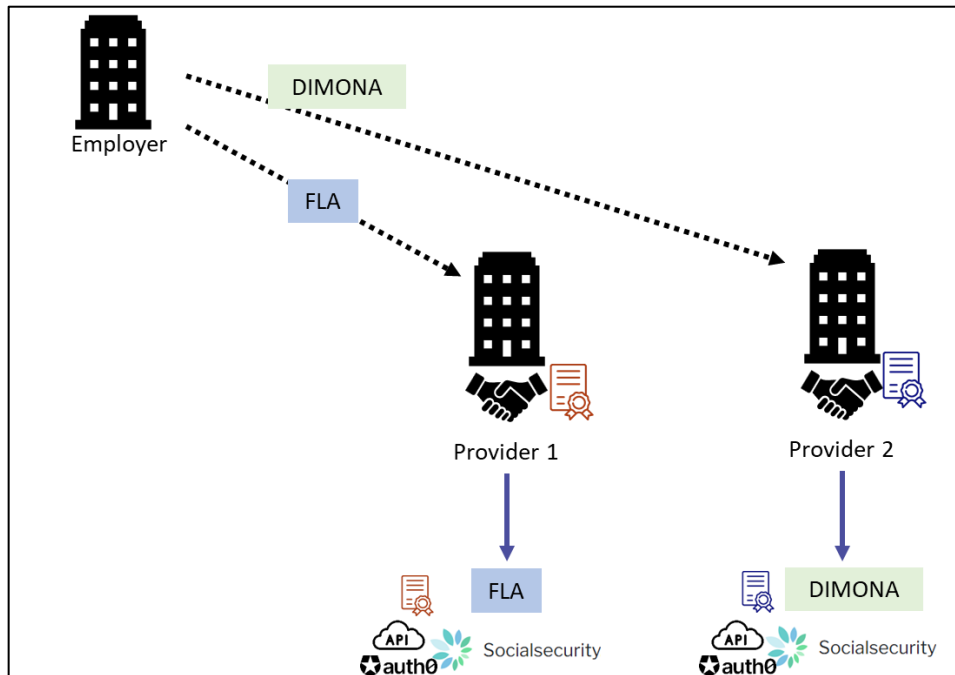 DIMONA
Employer
FLA
Provider 1
Provider 2
FLA
DIMONA
API
Socialsecurity
auth0
API
Socialsecurity
auth0